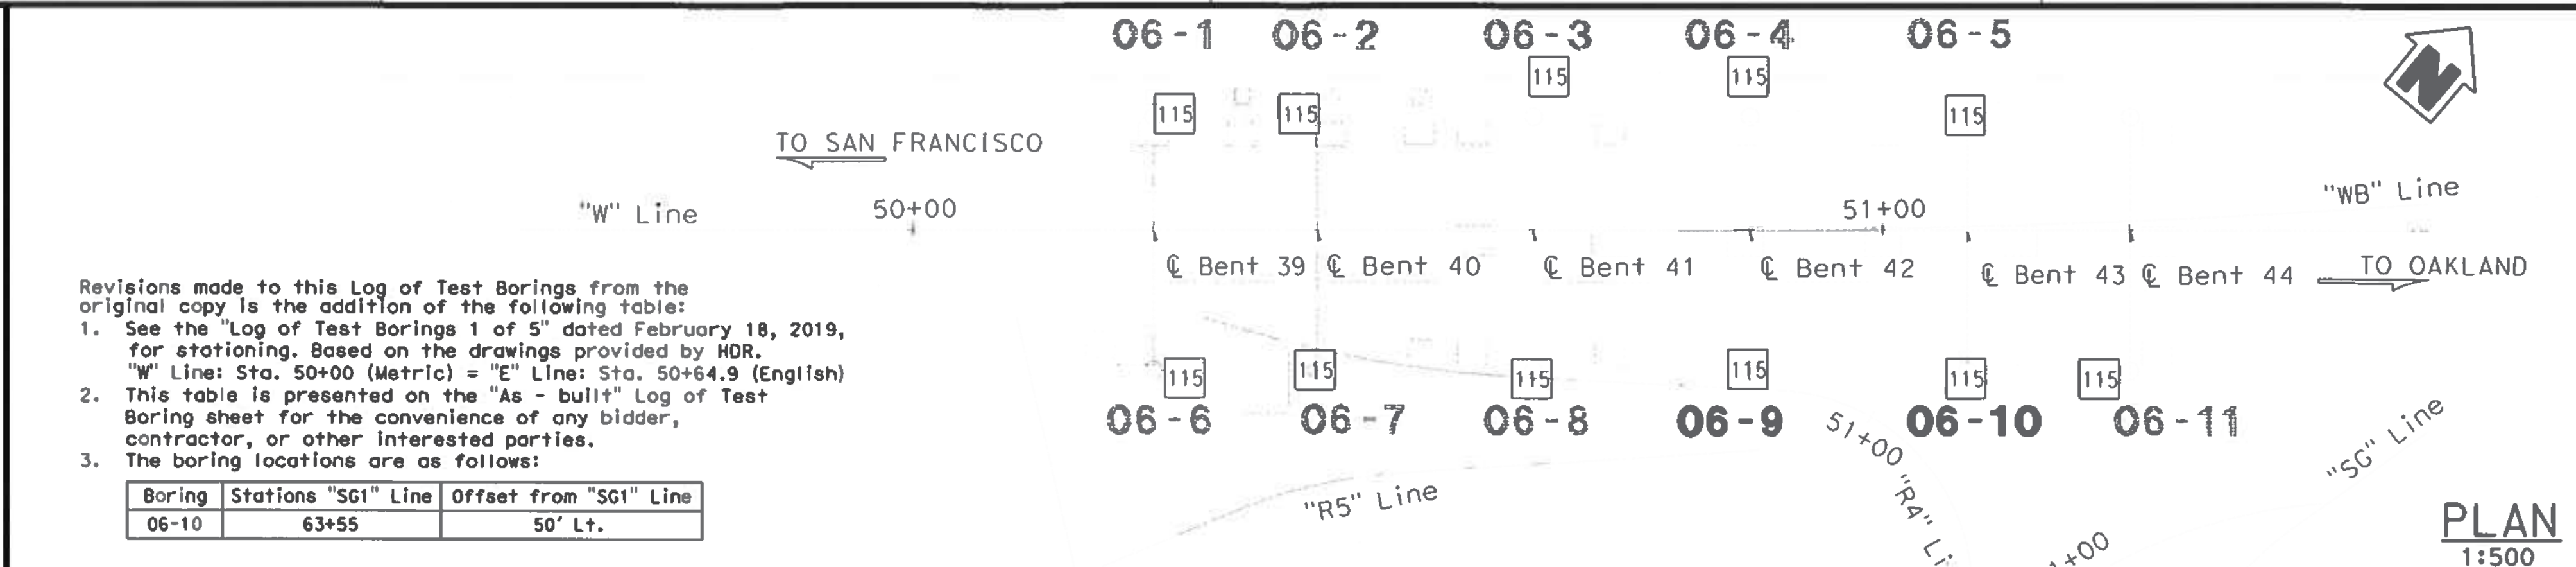 06-1 06-2 06-3 06-4 06-5
N
115 115 115 115 115
TO SAN FRANCISCO
"W" Line 50+00 51+00 "WB" Line
℄ Bent 39 ℄ Bent 40 ℄ Bent 41 ℄ Bent 42 ℄ Bent 43 ℄ Bent 44 TO OAKLAND
Revisions made to this Log of Test Borings from the
original copy is the addition of the following table:
1. See the "Log of Test Borings 1 of 5" dated February 18, 2019,
for stationing. Based on the drawings provided by HDR.
"W" Line: Sta. 50+00 (Metric) = "E" Line: Sta. 50+64.9 (English)
2. This table is presented on the "As - built" Log of Test
Boring sheet for the convenience of any bidder,
contractor, or other interested parties.
3. The boring locations are as follows:
Boring Stations "SG1" Line Offset from "SG1" Line
06-10 63+55 50' Lt.
115 115 115 115 115 115
06-6 06-7 06-8 06-9 06-10 06-11
"R5" Line
51+00 "R4" Li
"SG" Line
+00
PLAN
1:500